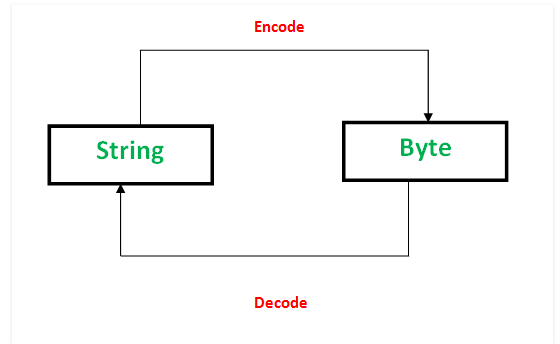 Encode
String
Byte
Decode